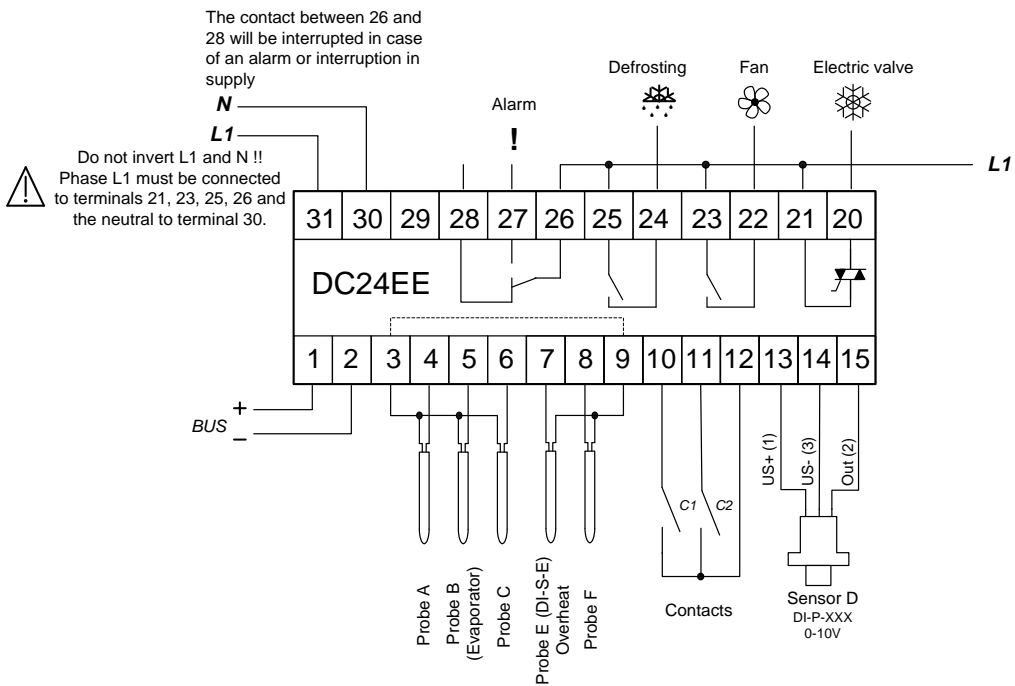 The contact between 26 and
28 will be interrupted in case
of an alarm or interruption in
supply
N
L1
Do not invert L1 and N !!
Phase L1 must be connected
to terminals 21, 23, 25, 26 and
the neutral to terminal 30.
Alarm
!
Defrosting
Fan
Electric valve
L1
31 30 29 28 27 26 25 24 23 22 21 20
DC24EE
1 2 3 4 5 6 7 8 9 10 11 12 13 14 15
+
BUS
–
Probe A
Probe B
(Evaporator)
Probe C
Probe E (DI-S-E)
Overheat
Probe F
C1
C2
Contacts
US+ (1)
US- (3)
Out (2)
Sensor D
DI-P-XXX
0-10V